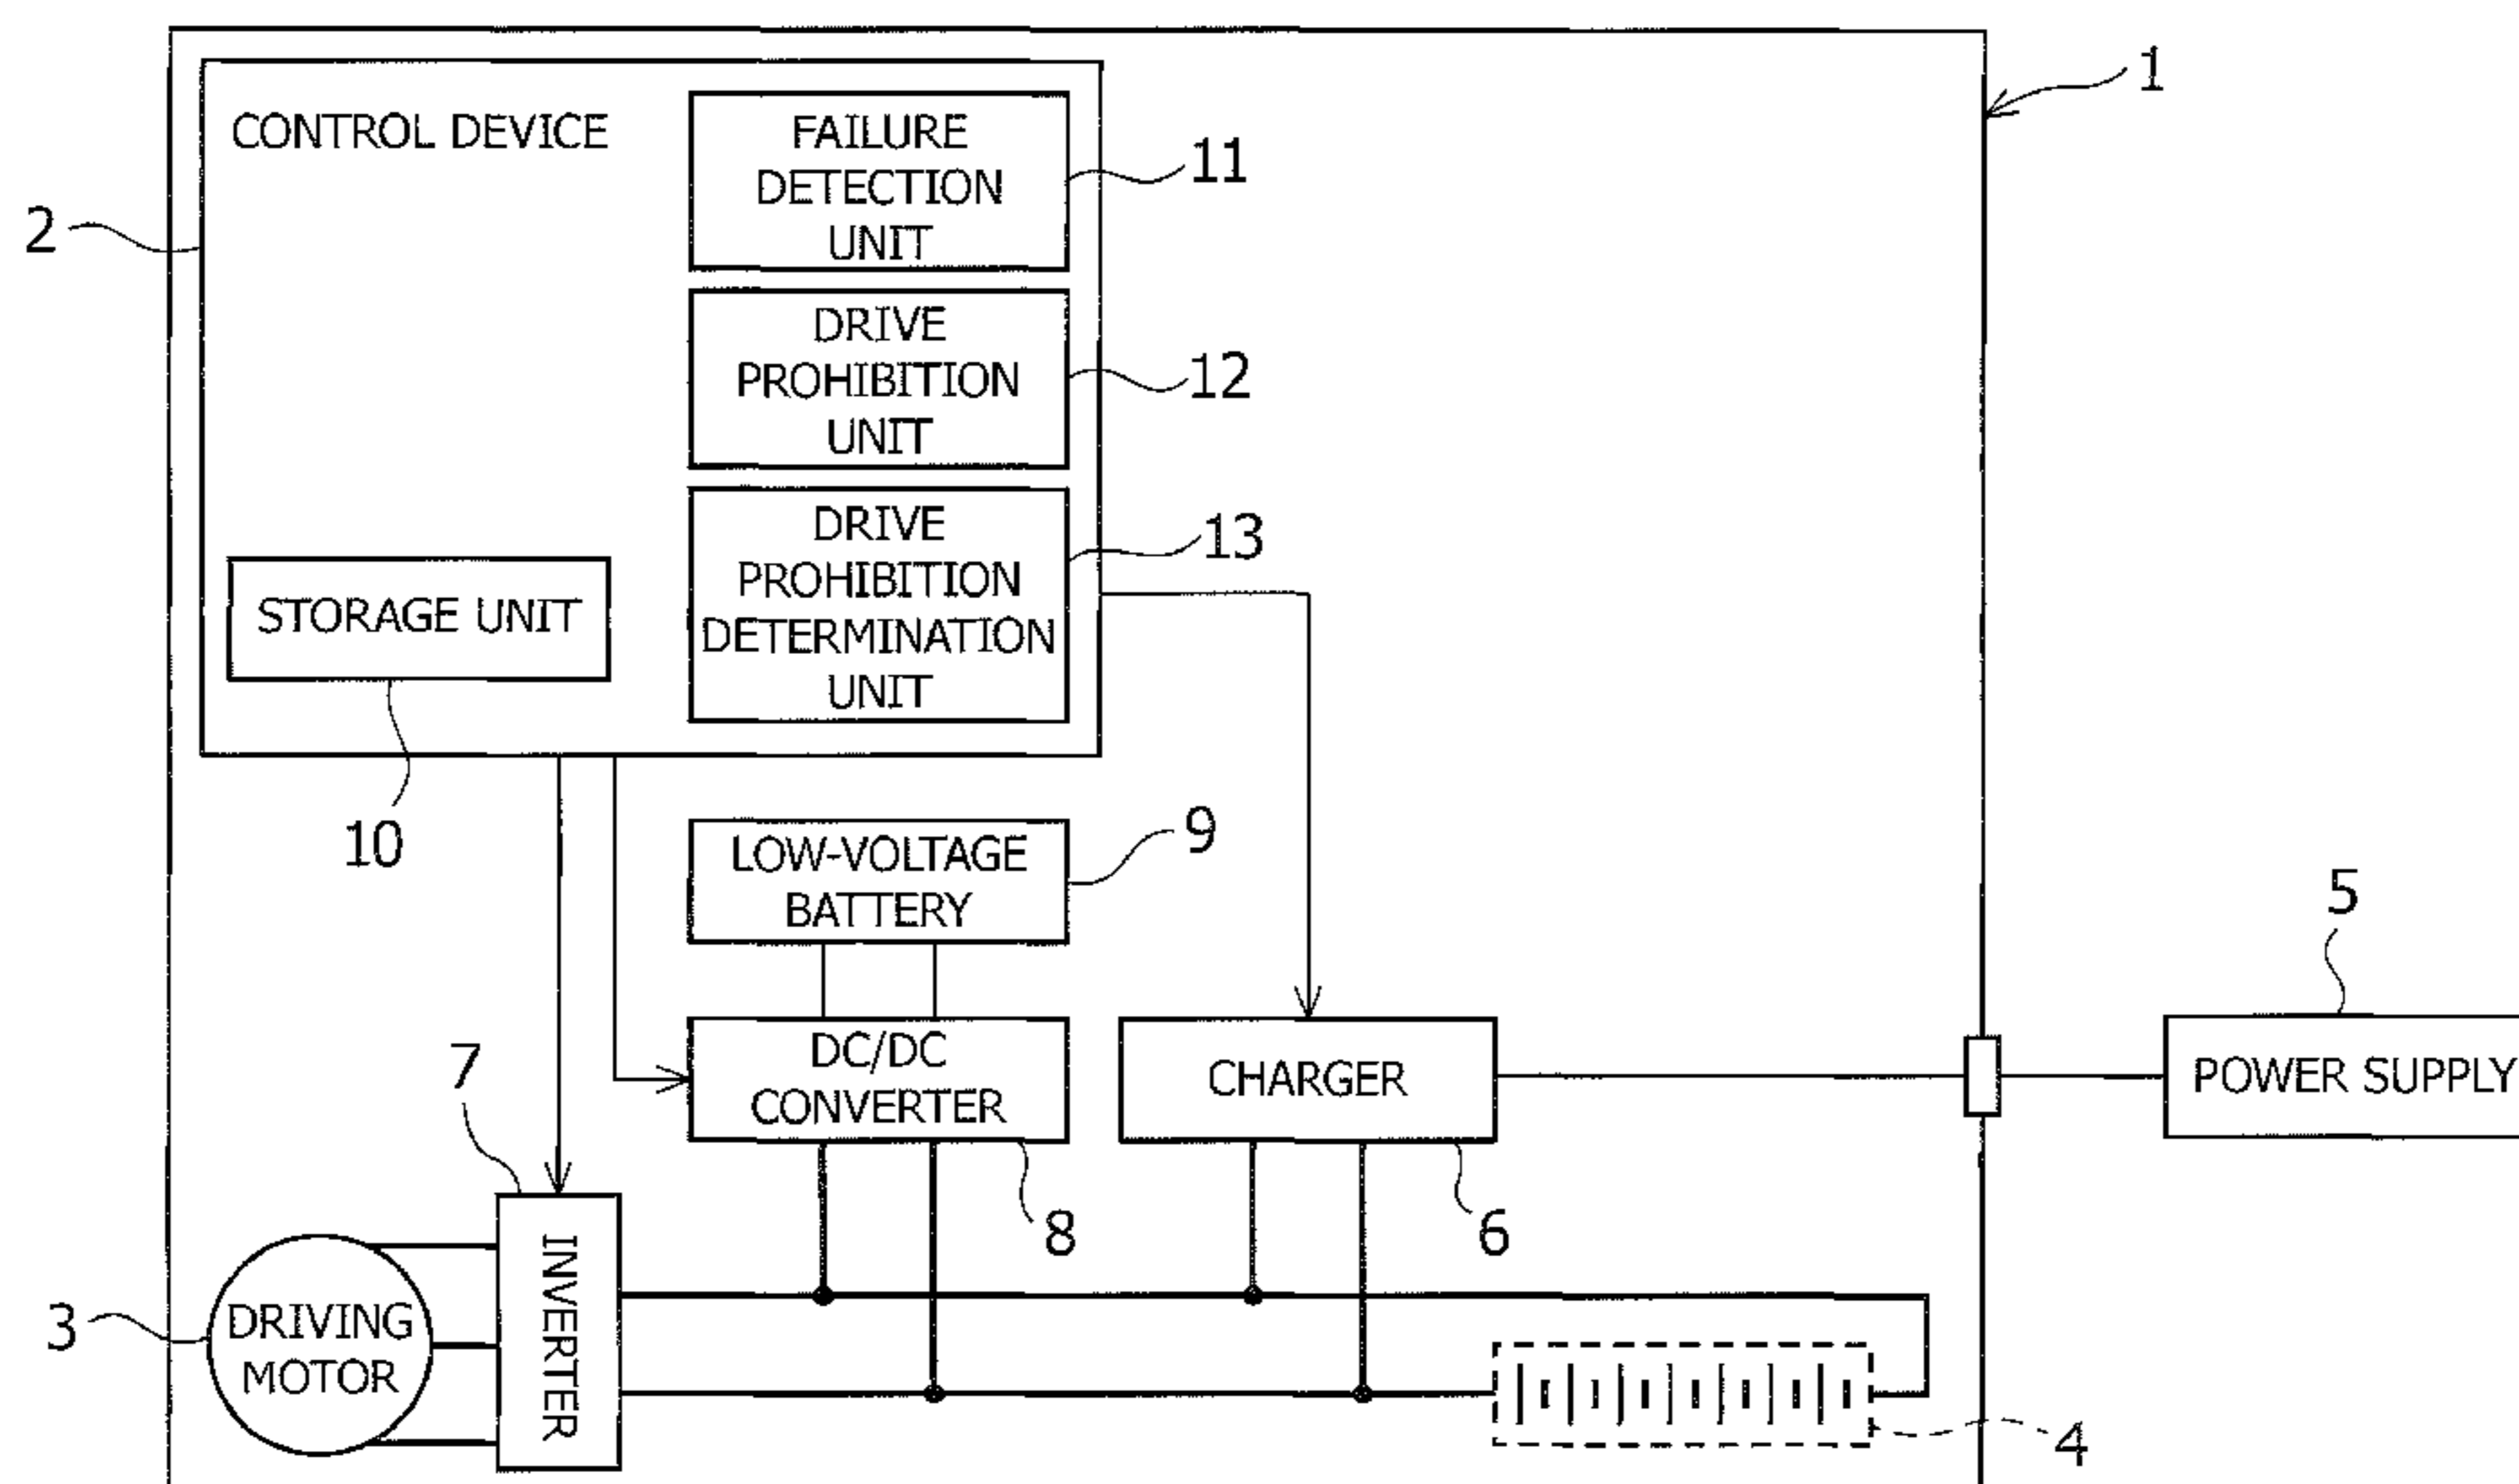 1
CONTROL DEVICE
FAILURE
DETECTION
UNIT
11
2
DRIVE
PROHIBITION
UNIT
12
DRIVE
PROHIBITION
DETERMINATION
UNIT
13
STORAGE UNIT
10
LOW-VOLTAGE
BATTERY
9
5
7
DC/DC
CONVERTER
CHARGER
POWER SUPPLY
8
6
INVERTER
3
DRIVING
MOTOR
4